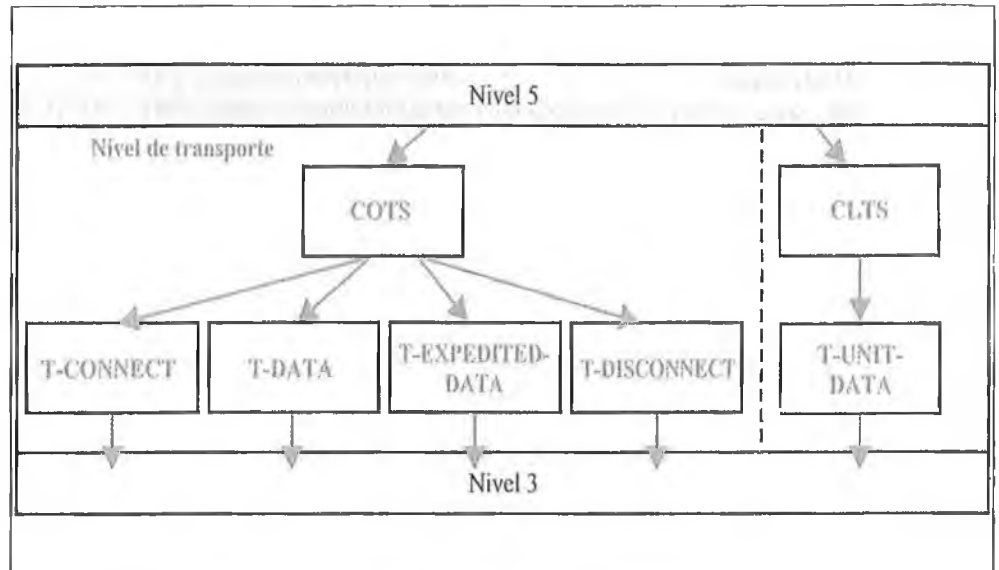 Nivel 5
Nivel de transporte
COTS
CLTS
T-CONNECT
T-DATA
T-EXPEDITED-
DATA
T-DISCONNECT
T-UNIT-
DATA
Nivel 3